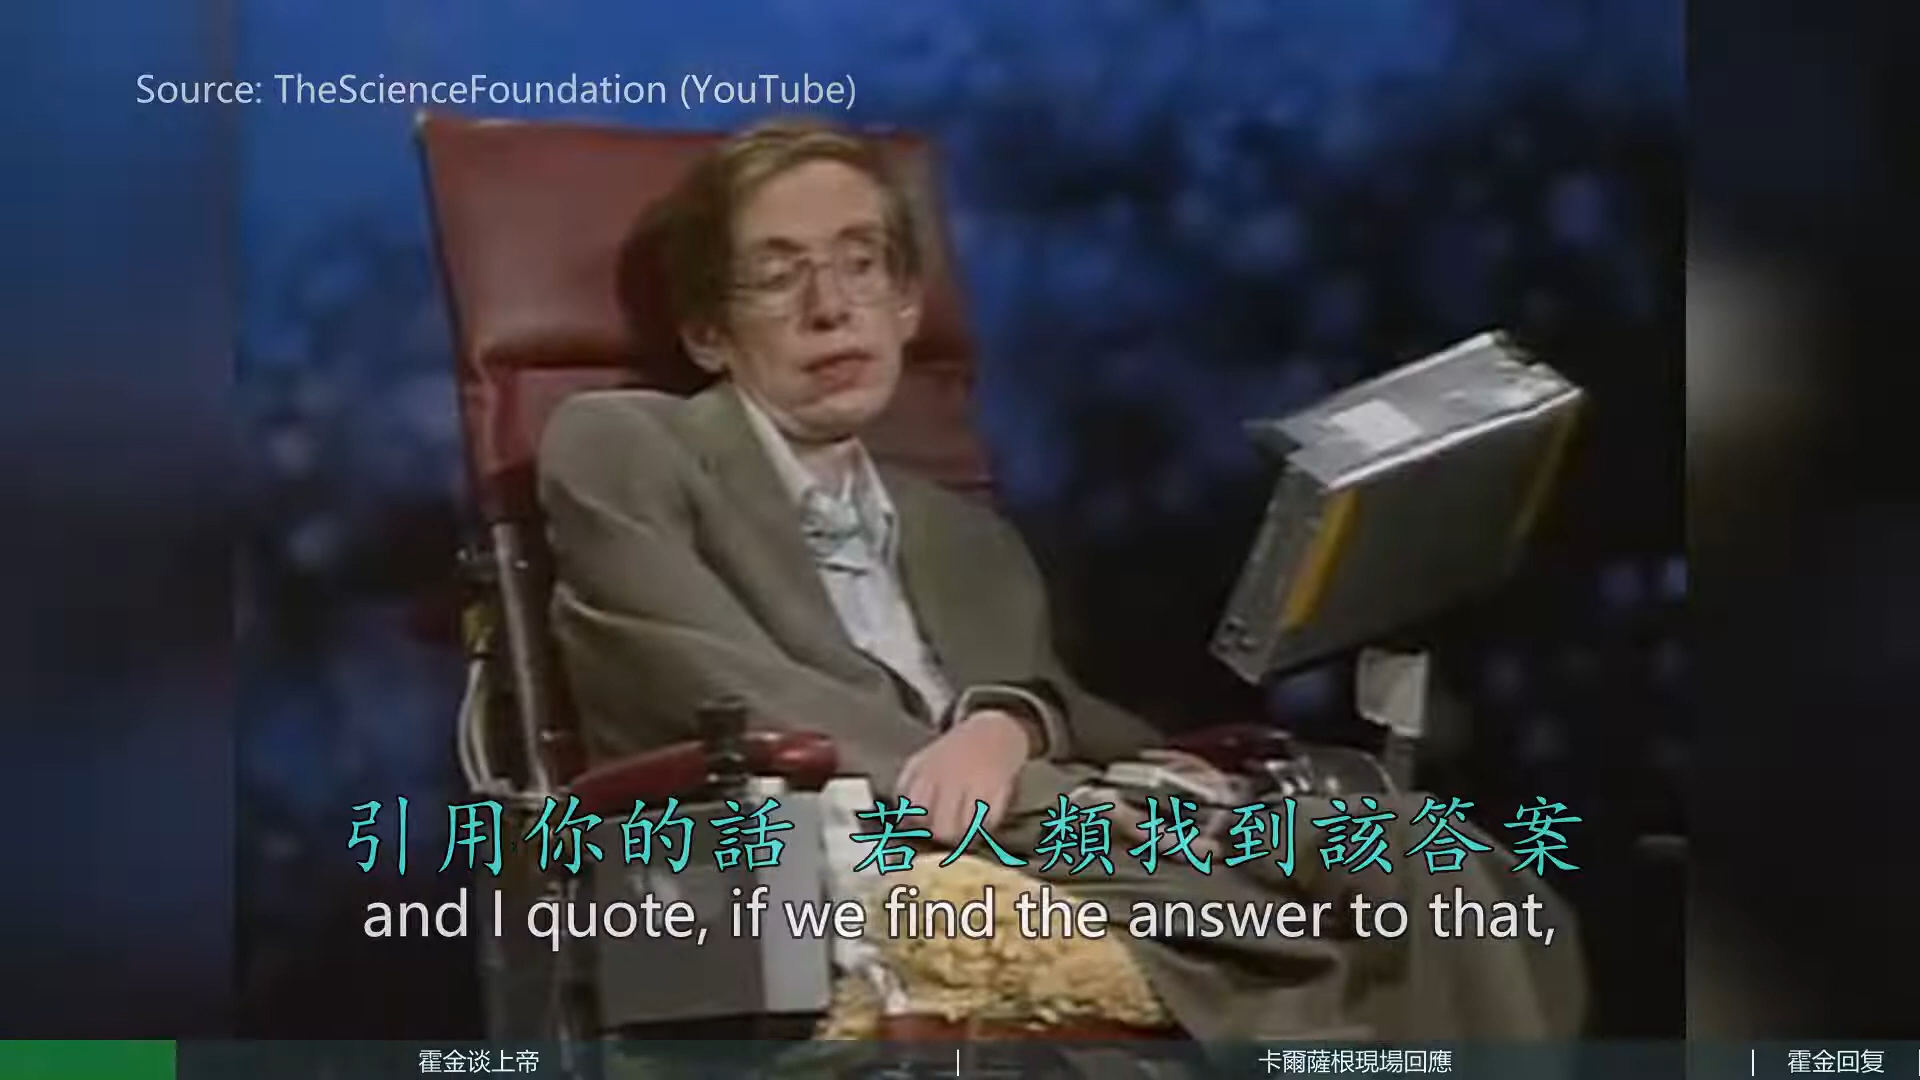 Source: TheScienceFoundation (YouTube)
引用你的話 若人類找到該答案
and I quote, if we find the answer to that,
霍金谈上帝 | 卡爾薩根現場回應 | 霍金回复